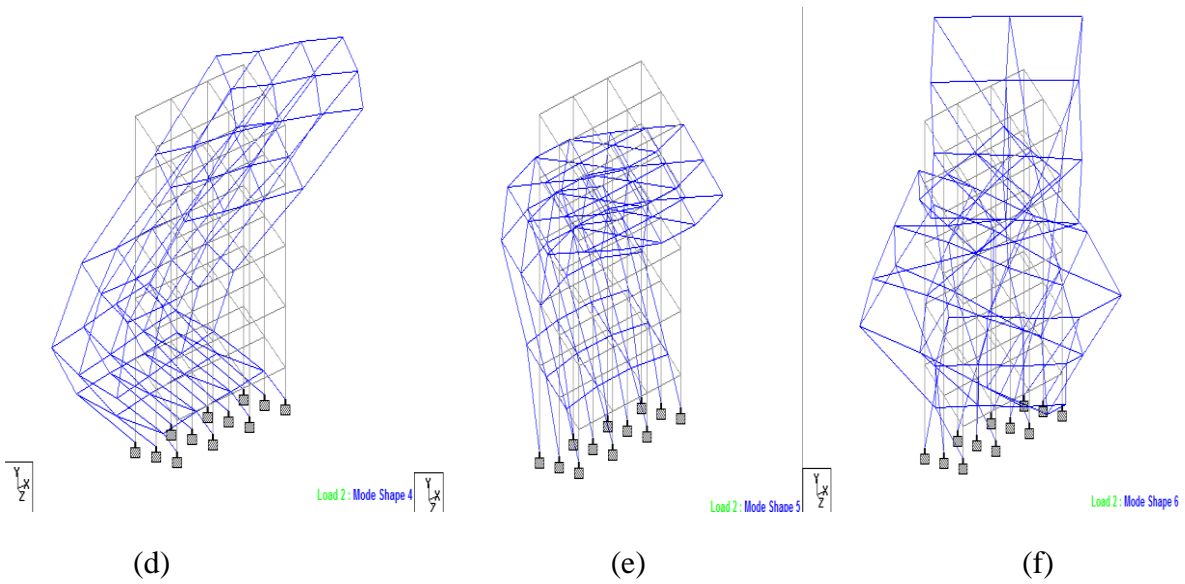 Y
X
Z
Load 2 : Mode Shape 4
Y
X
Z
Load 2 : Mode Shape 5
Y
X
Z
Load 2 : Mode Shape 6
(d)
(e)
(f)